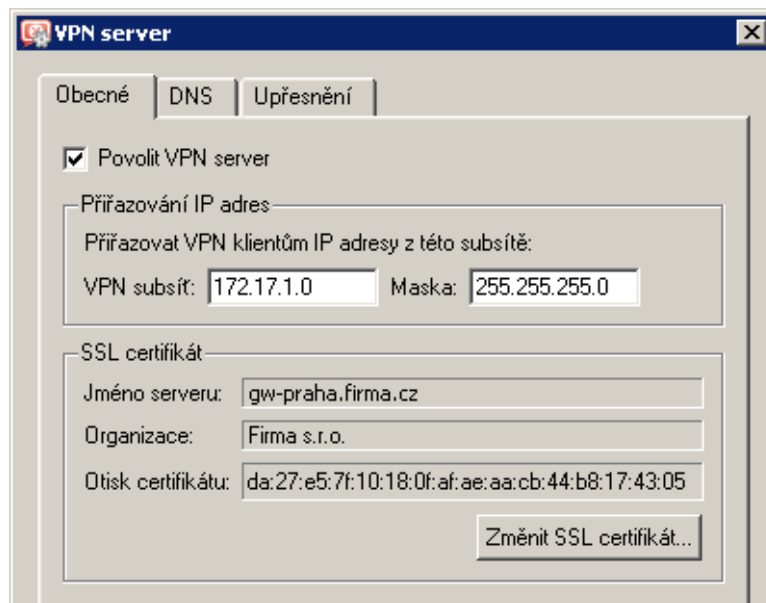 VPN server
Obecné DNS Upřesnění
Povolit VPN server
Přiřazování IP adres
Přiřazovat VPN klientům IP adresy z této subsítě:
VPN subsíť: 172.17.1.0 Maska: 255.255.255.0
SSL certifikát
Jméno serveru: gw-praha.firma.cz
Organizace: Firma s.r.o.
Otisk certifikátu: da:27:e5:7f:10:18:0f:af:ae:aa:cb:44:b8:17:43:05
Změnit SSL certifikát...